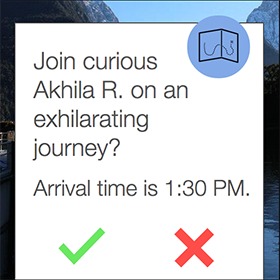 Join curious
Akhila R. on an
exhilarating
journey?
Arrival time is 1:30 PM.